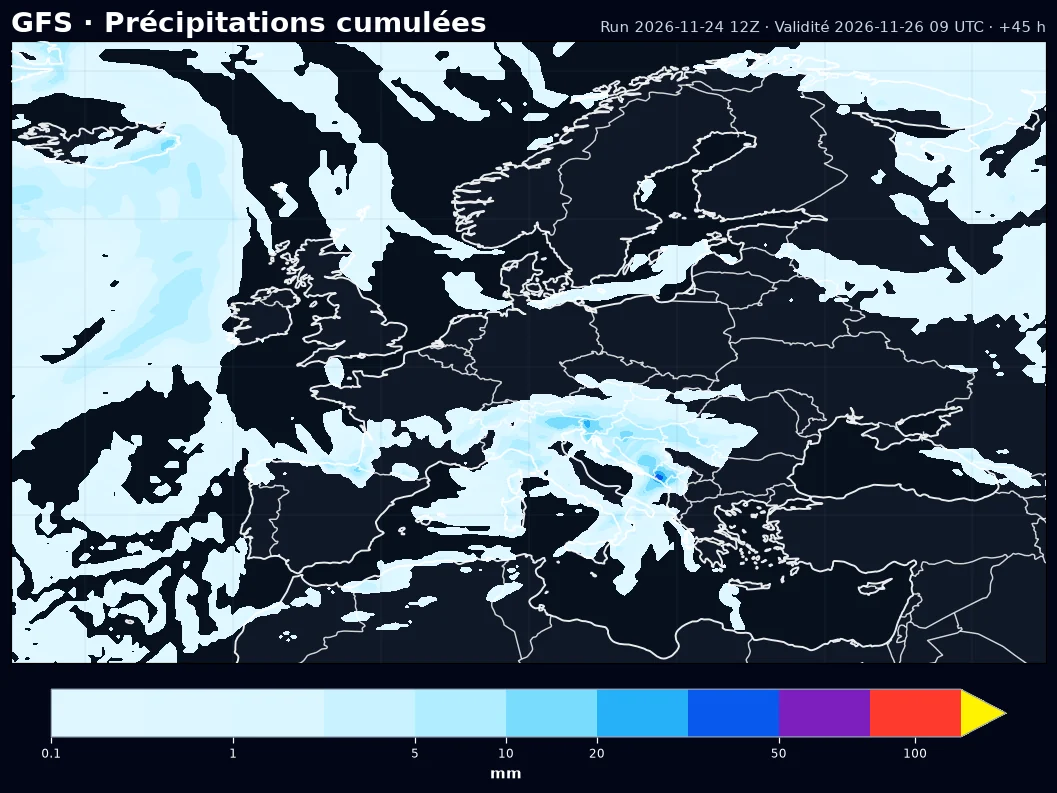 GFS · Précipitations cumulées
Run 2026-11-24 12Z · Validité 2026-11-26 09 UTC · +45 h
0.1 1 5 10 20 50 100
mm